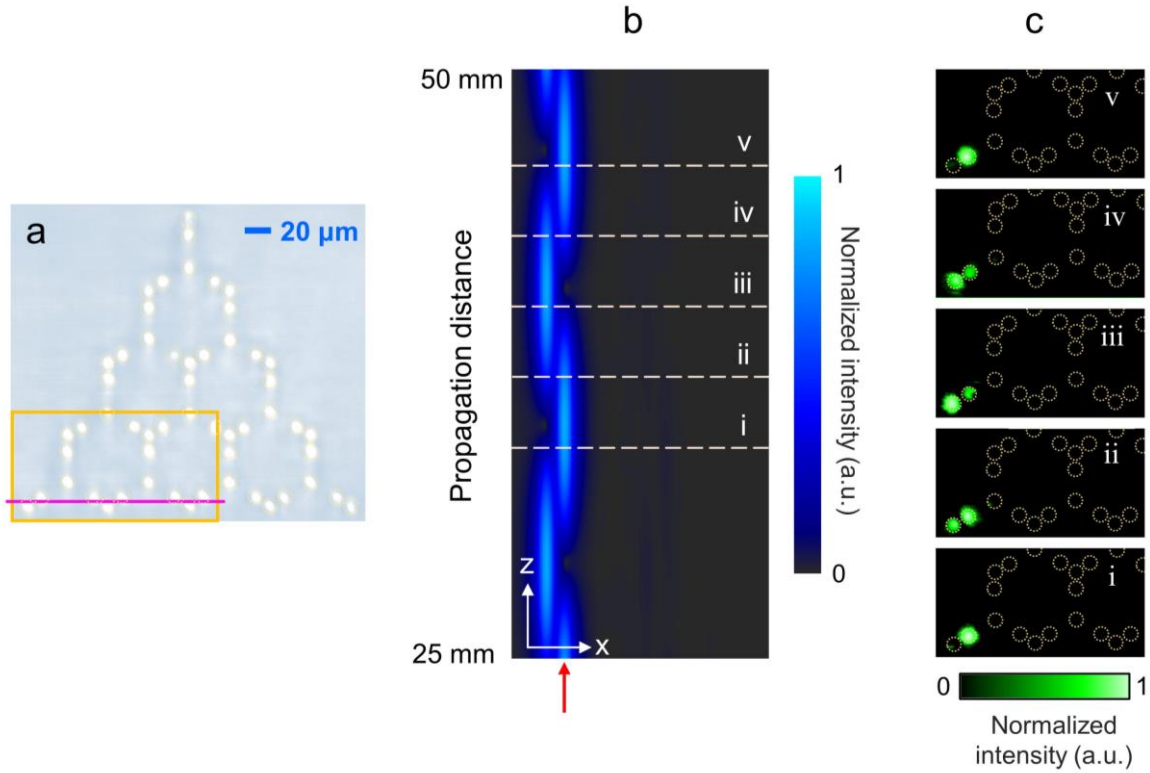 a
20 μm
b
50 mm
Propagation distance
25 mm
v
iv
iii
ii
i
z
x
1
Normalized intensity (a.u.)
0
c
v
iv
iii
ii
i
0
1
Normalized
intensity (a.u.)